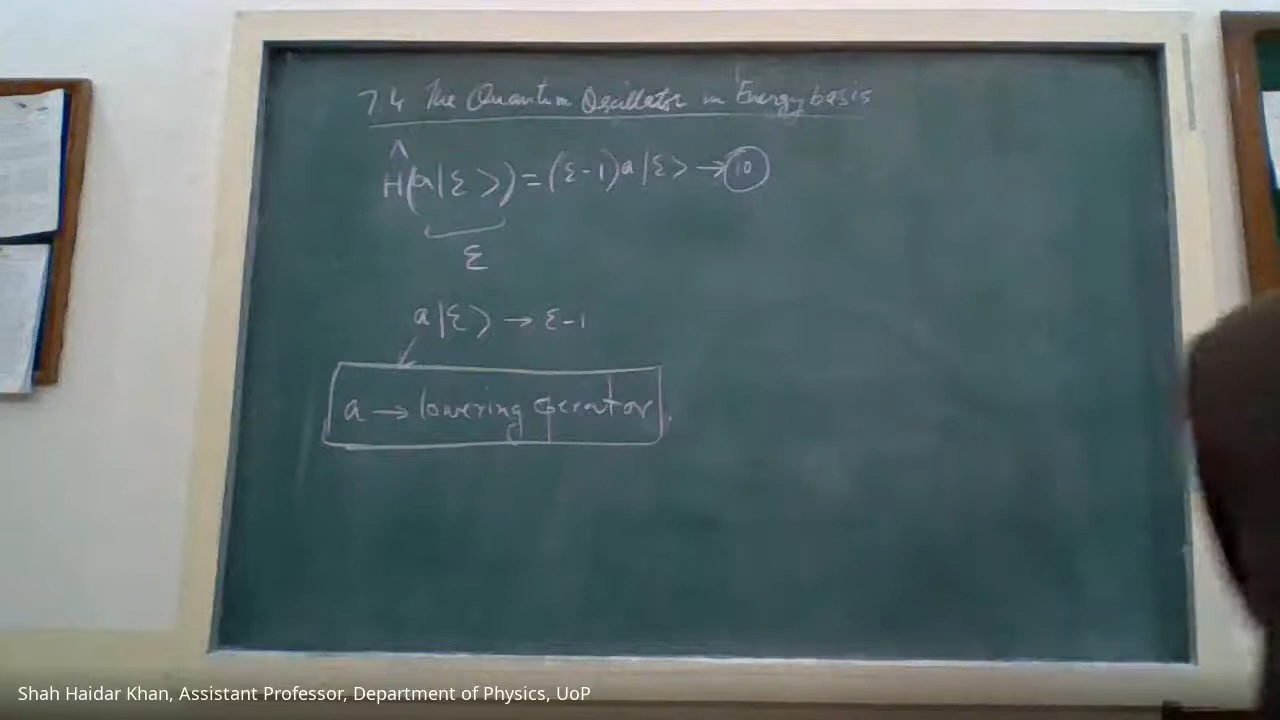 7.4 The Quantum Oscillator in Energy basis
Ĥ(a|ε>) = (ε-1)a|ε> → 10
ε
a|ε> → ε-1
a → lowering operator
Shah Haidar Khan, Assistant Professor, Department of Physics, UoP